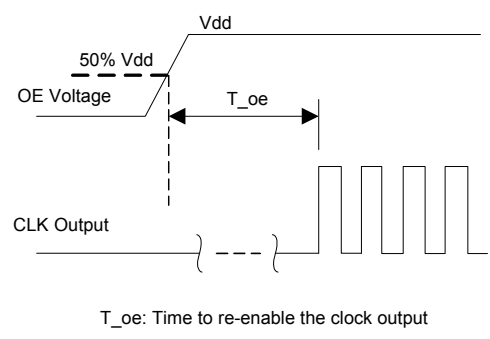 Vdd
50% Vdd
OE Voltage
T_oe
CLK Output
T_oe: Time to re-enable the clock output